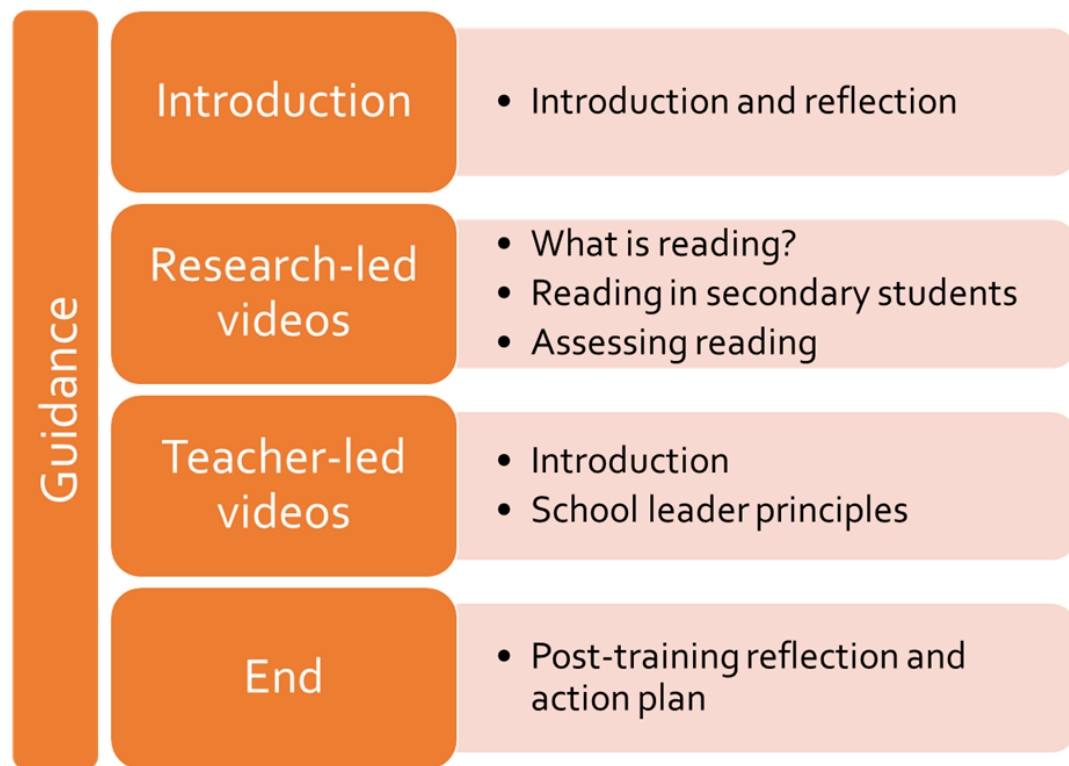 Guidance
Introduction
• Introduction and reflection
Research-led
videos
• What is reading?
• Reading in secondary students
• Assessing reading
Teacher-led
videos
• Introduction
• School leader principles
End
• Post-training reflection and
action plan